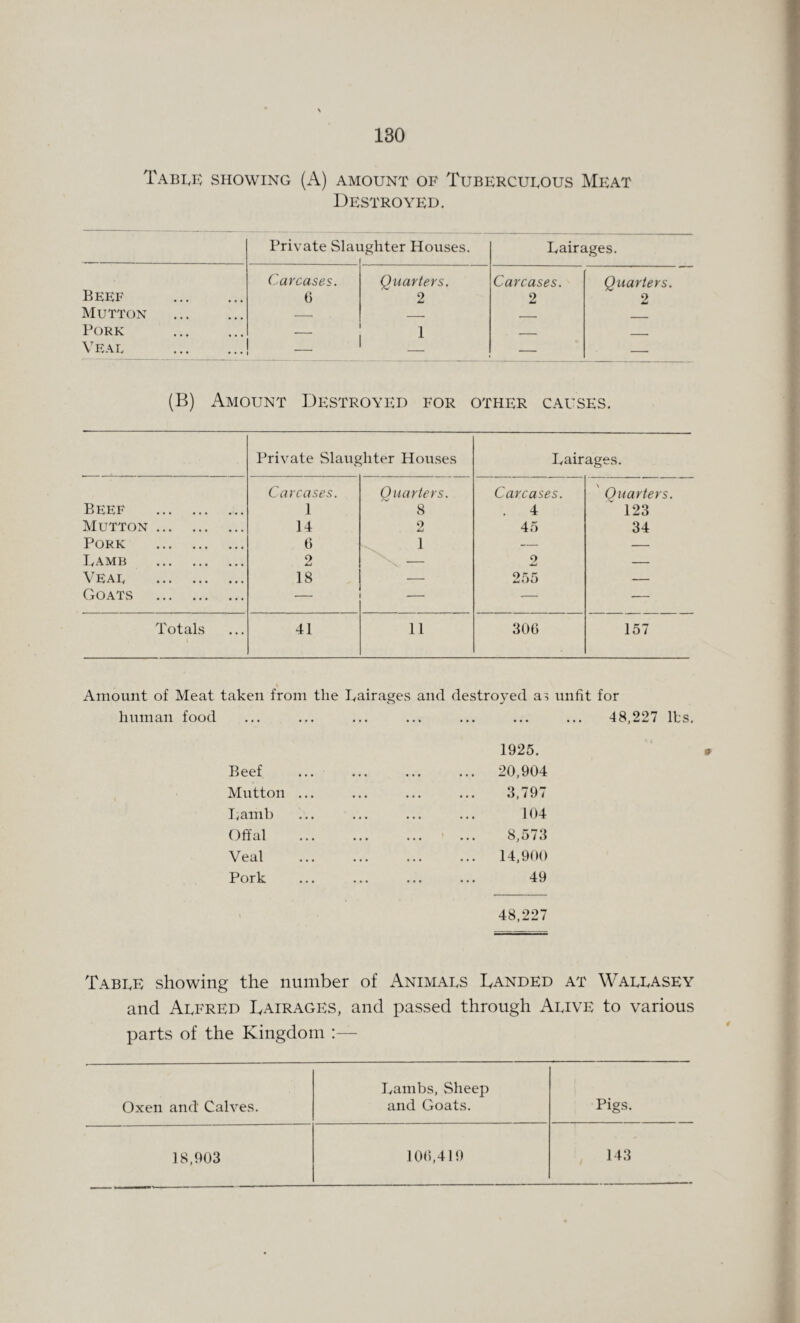 130
TABLE SHOWING (A) AMOUNT OF TUBERCULOUS MEAT
DESTROYED.
Private Slaughter Houses. Lairages.
Carcases. Quarters. Carcases. Quarters.
BEEF ... ... 6 2 2 2
MUTTON ... ... — — — —
PORK ... ... — 1 — —
VEAL ... ... — — — —
(B) AMOUNT DESTROYED FOR OTHER CAUSES.
Private Slaughter Houses Lairages.
Carcases. Quarters. Carcases. Quarters.
BEEF ... ... ... 1 8 4 123
MUTTON ... ... ... 14 2 45 34
PORK ... ... ... 6 1 — —
LAMB ... ... ... 2 — 2 —
VEAL ... ... ... 18 — 255 —
GOATS ... ... ... — — — —
Totals ... 41 11 306 157
Amount of Meat taken from the Lairages and destroyed as unfit for
human food ... ... ... ... ... ... ... 48,227 lbs.
1925.
Beef ... ... ... ... 20,904
Mutton ... ... ... ... 3,797
Lamb ... ... ... ... 104
Offal ... ... ... ... 8,573
Veal ... ... ... ... 14,900
Pork ... ... ... ... 49
48,227
TABLE showing the number of ANIMALS LANDED AT WALLASEY
and ALFRED LAIRAGES, and passed through ALIVE to various
parts of the Kingdom :—
Oxen and Calves. Lambs, Sheep and Goats. Pigs.
18,903 106,419 143